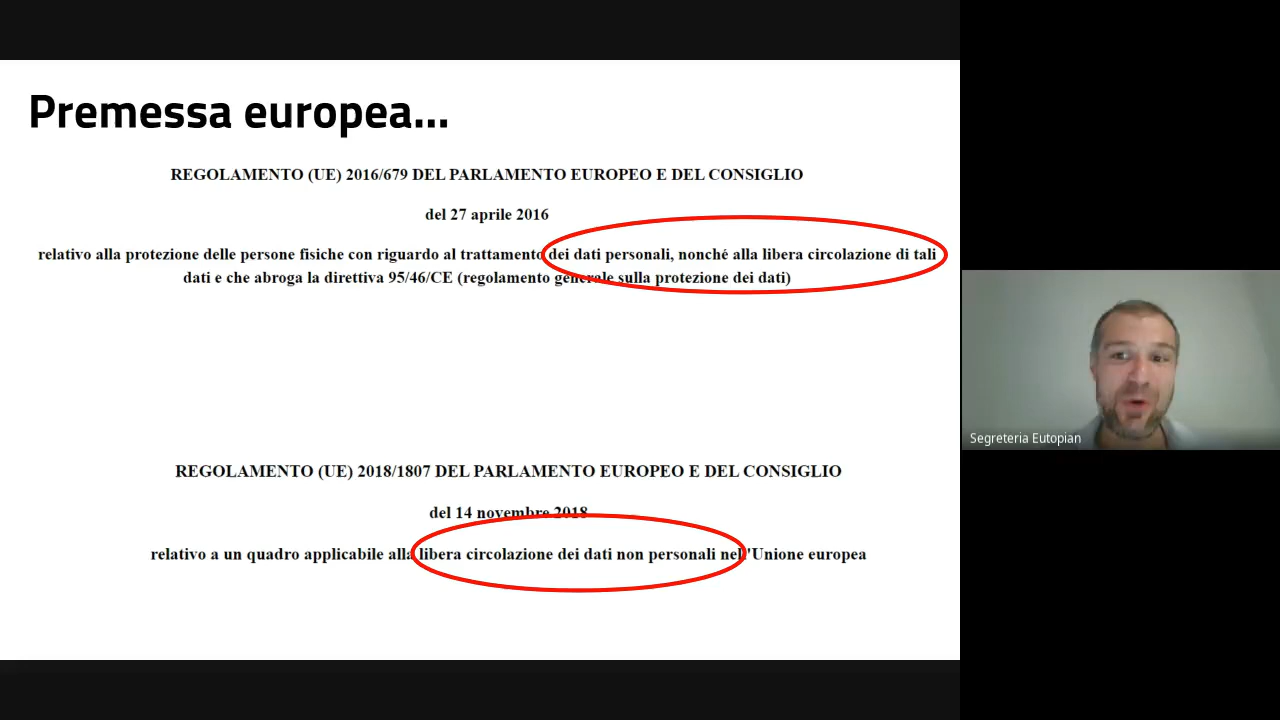 Premessa europea...
REGOLAMENTO (UE) 2016/679 DEL PARLAMENTO EUROPEO E DEL CONSIGLIO
del 27 aprile 2016
relativo alla protezione delle persone fisiche con riguardo al trattamento dei dati personali, nonché alla libera circolazione di tali
dati e che abroga la direttiva 95/46/CE (regolamento generale sulla protezione dei dati)
Segreteria Eutopian
REGOLAMENTO (UE) 2018/1807 DEL PARLAMENTO EUROPEO E DEL CONSIGLIO
del 14 novembre 2018
relativo a un quadro applicabile alla libera circolazione dei dati non personali nell'Unione europea